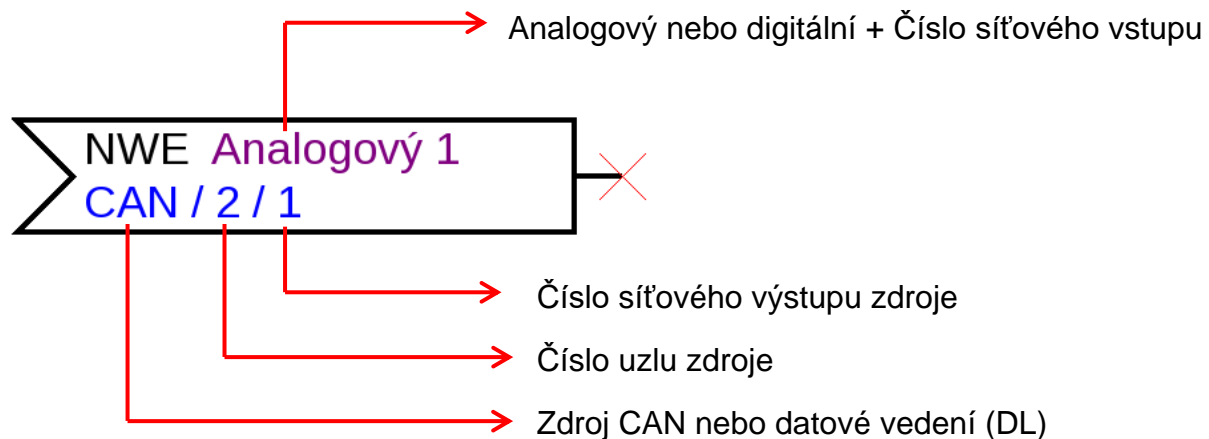 Analogový nebo digitální + Číslo síťového vstupu
NWE Analogový 1
CAN / 2 / 1
Číslo síťového výstupu zdroje
Číslo uzlu zdroje
Zdroj CAN nebo datové vedení (DL)